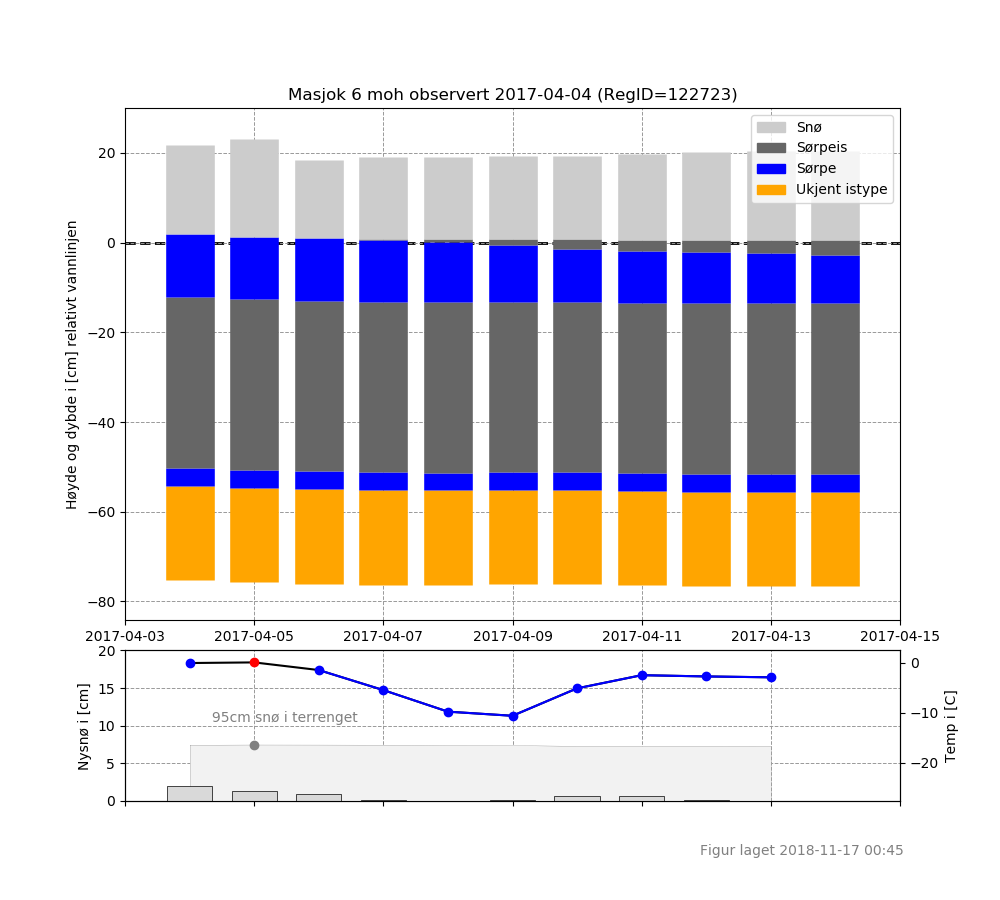 Masjok 6 moh observert 2017-04-04 (RegID=122723)
Snø
Sørpeis
Sørpe
Ukjent istype
Høyde og dybde i [cm] relativt vannlinjen
20
0
−20
−40
−60
−80
2017-04-03 2017-04-05 2017-04-07 2017-04-09 2017-04-11 2017-04-13 2017-04-15
Nysnø i [cm]
20
15
10
5
0
95cm snø i terrenget
0
−10
−20
Temp i [C]
Figur laget 2018-11-17 00:45